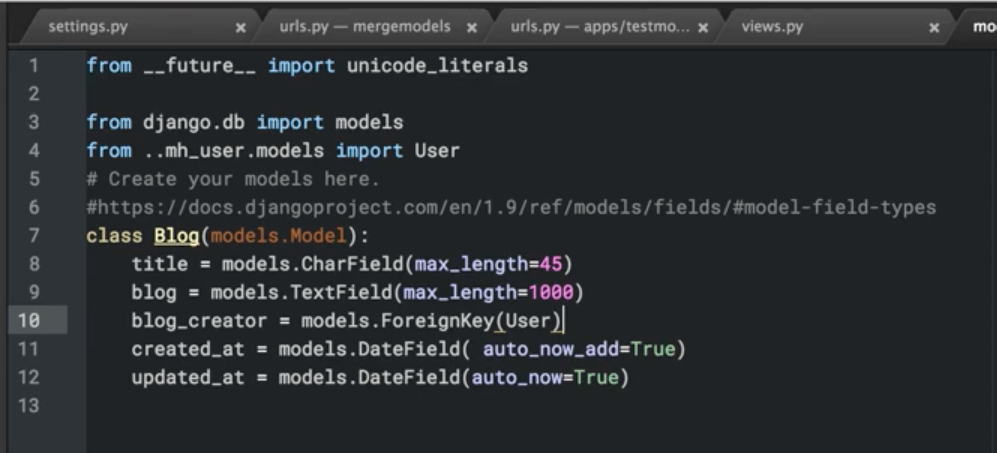 settings.py × urls.py — mergemodels × urls.py — apps/testmo... × views.py × mo
1 from __future__ import unicode_literals
2
3 from django.db import models
4 from ..mh_user.models import User
5 # Create your models here.
6 #https://docs.djangoproject.com/en/1.9/ref/models/fields/#model-field-types
7 class Blog(models.Model):
8 title = models.CharField(max_length=45)
9 blog = models.TextField(max_length=1000)
10 blog_creator = models.ForeignKey(User)
11 created_at = models.DateField( auto_now_add=True)
12 updated_at = models.DateField(auto_now=True)
13